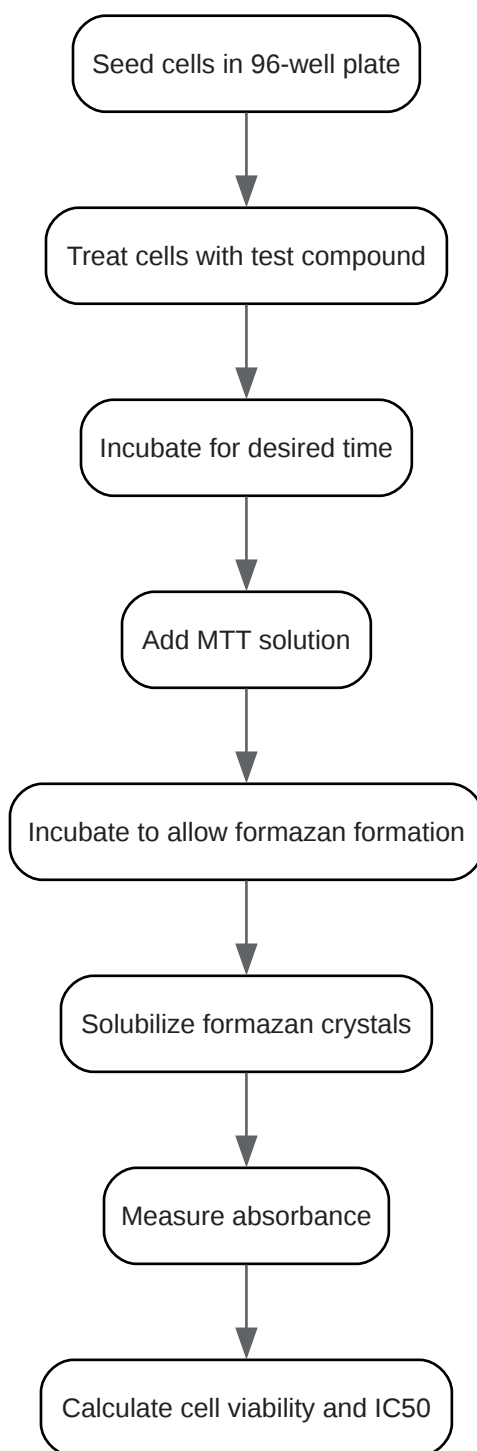 Seed cells in 96-well plate
Treat cells with test compound
Incubate for desired time
Add MTT solution
Incubate to allow formazan formation
Solubilize formazan crystals
Measure absorbance
Calculate cell viability and IC50